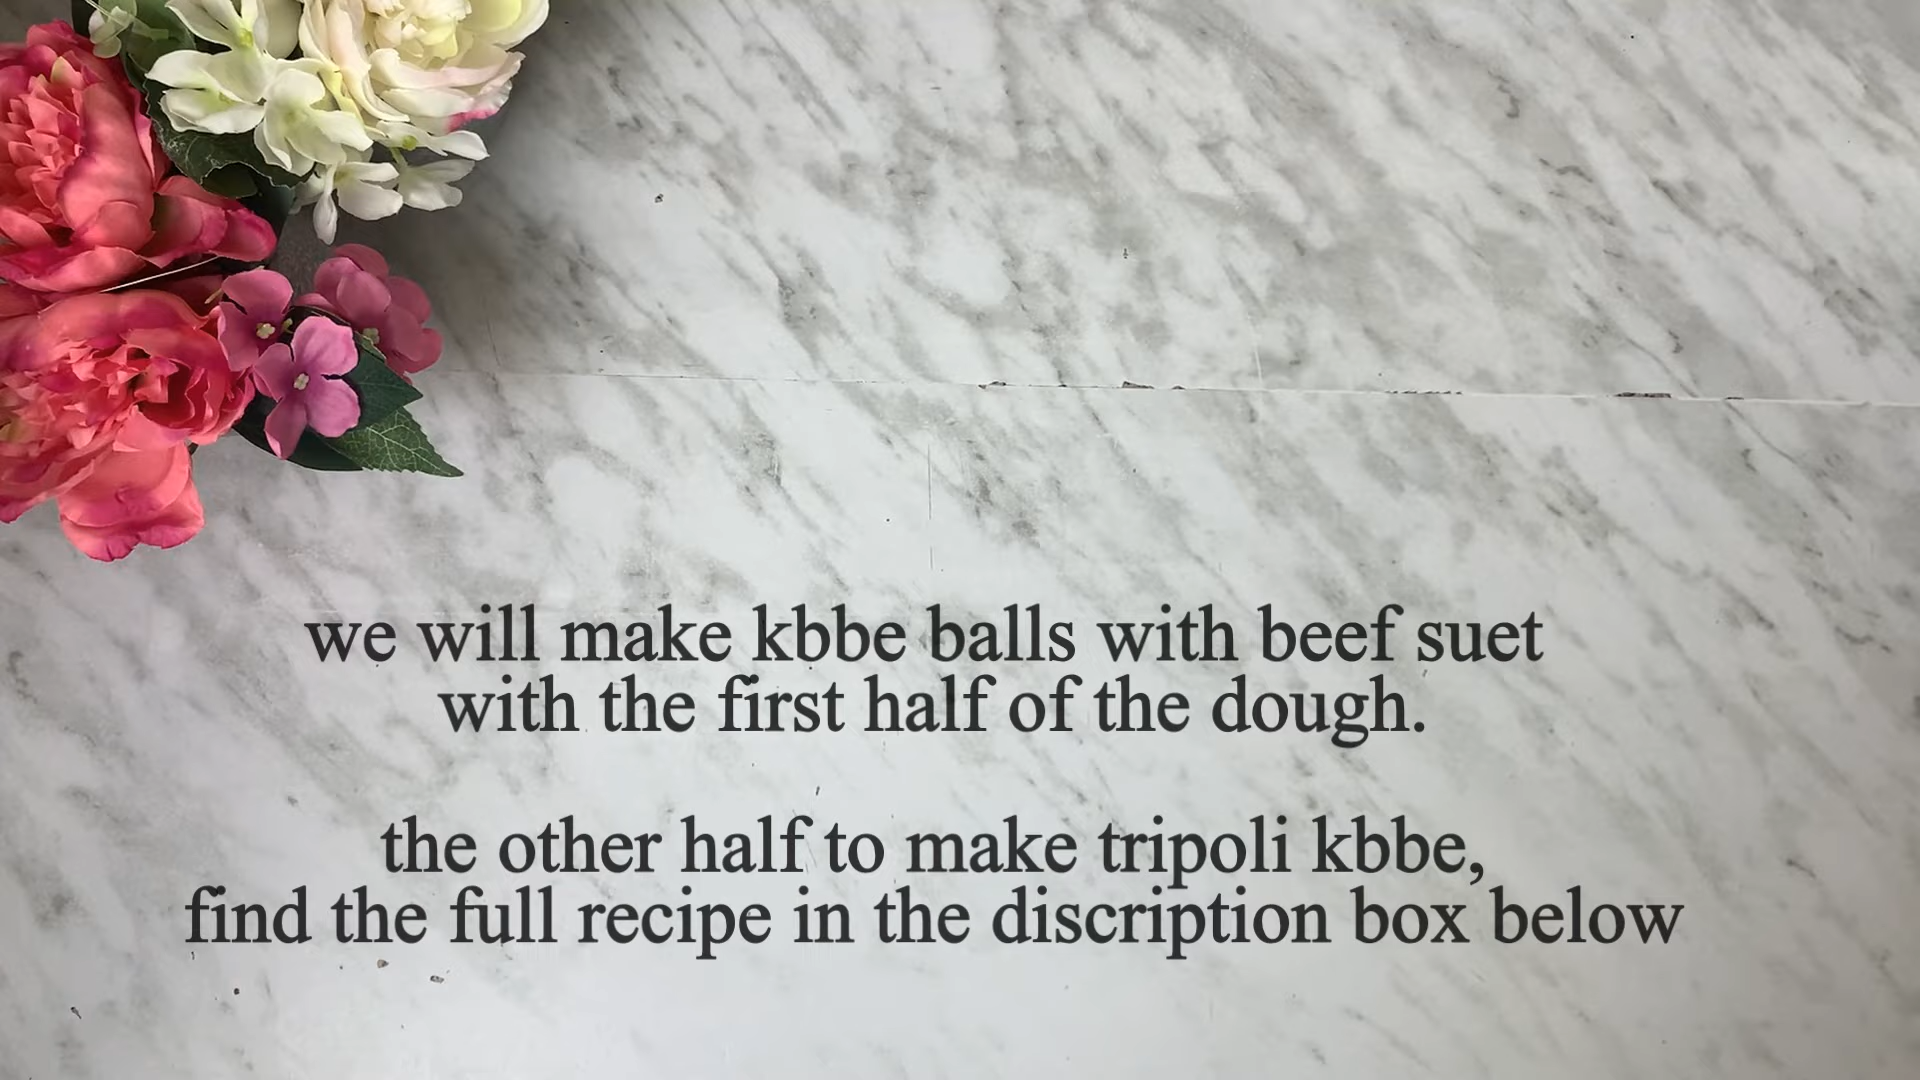 we will make kbbe balls with beef suet
with the first half of the dough.
the other half to make tripoli kbbe,
find the full recipe in the discription box below